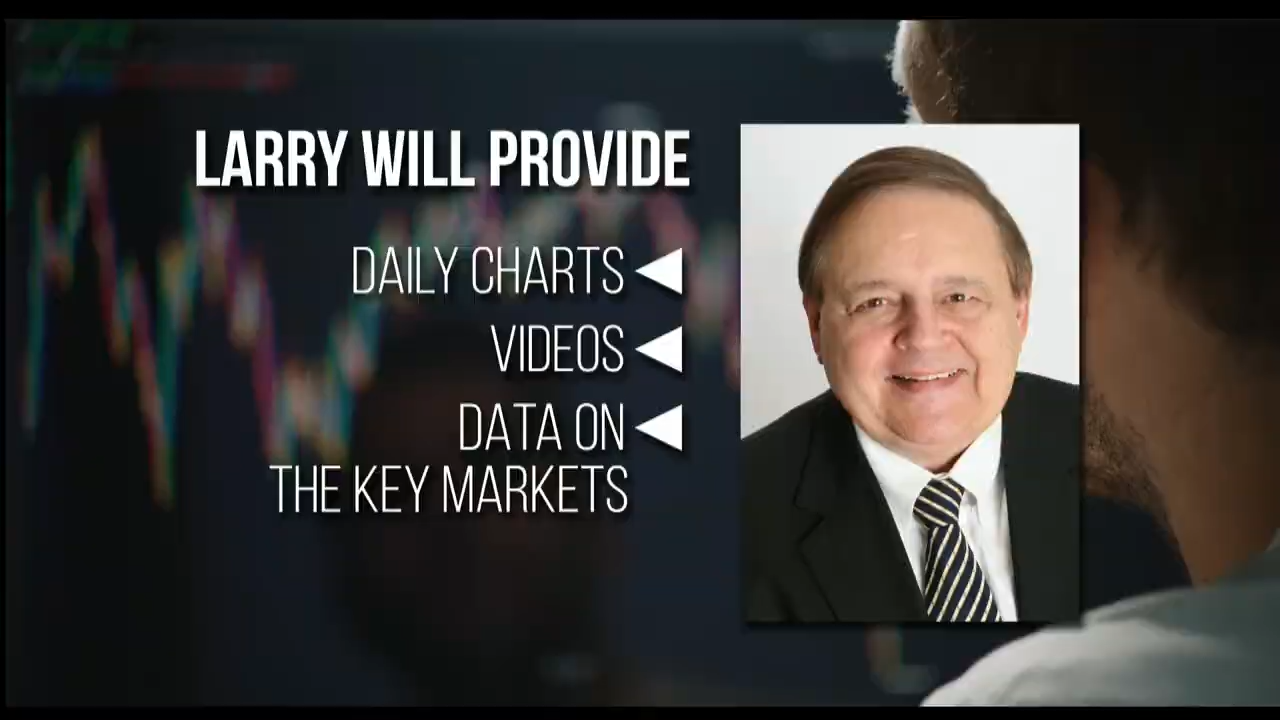 LARRY WILL PROVIDE
DAILY CHARTS
VIDEOS
DATA ON
THE KEY MARKETS